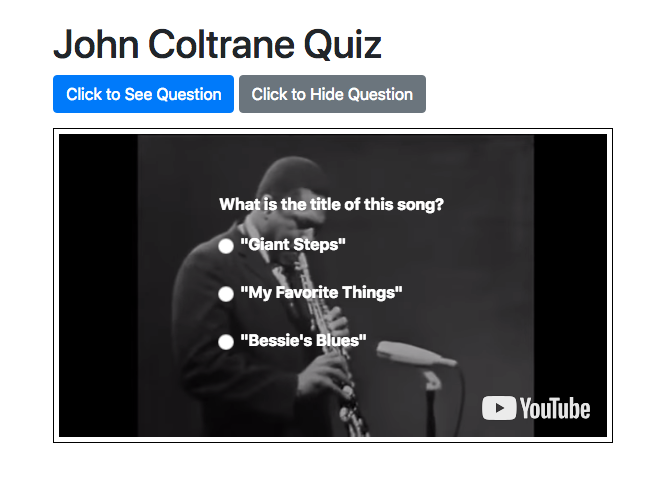 John Coltrane Quiz
Click to See Question Click to Hide Question
What is the title of this song?
"Giant Steps"
"My Favorite Things"
"Bessie's Blues"
YouTube